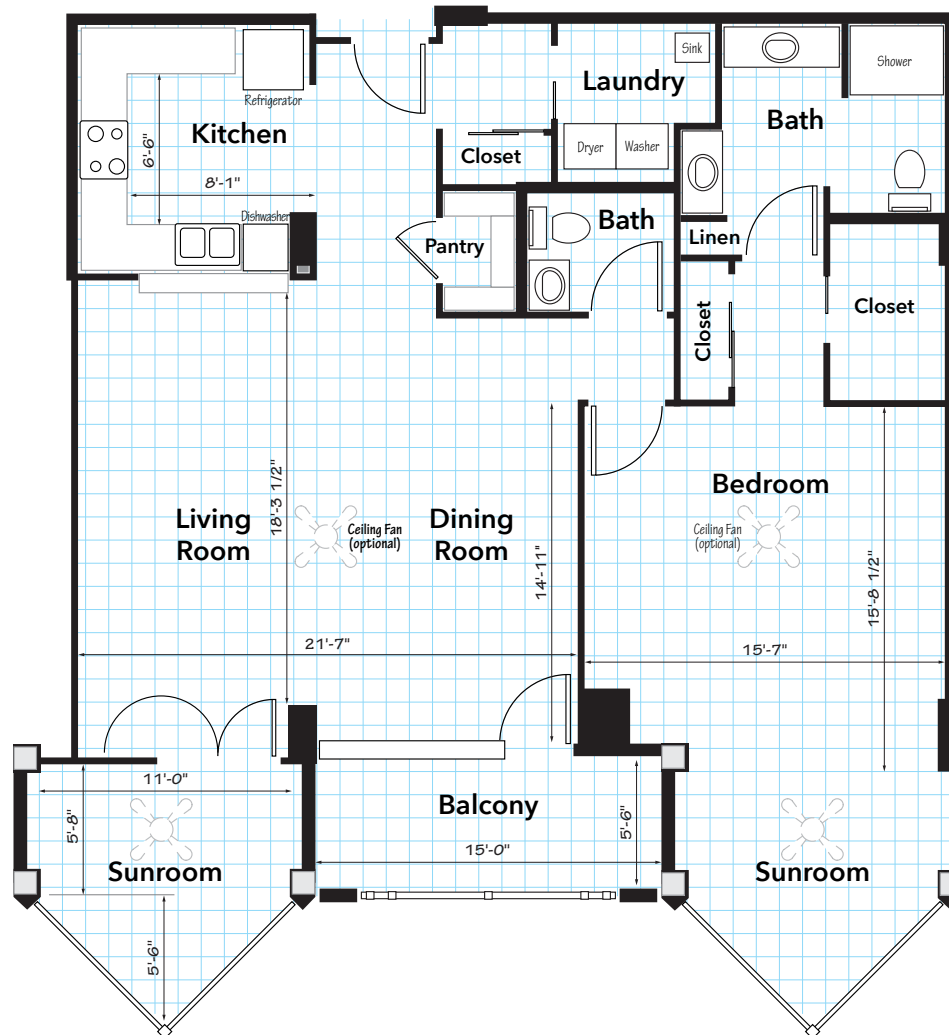 Sink
Laundry
Shower
Refrigerator
Kitchen
Bath
Dryer
Washer
Closet
6'-6"
8'-1"
Dishwasher
Bath
Pantry
Linen
Closet
Closet
18'-3 1/2"
Living
Room
Ceiling Fan
(optional)
Dining
Room
14'-11"
Bedroom
Ceiling Fan
(optional)
15'-8 1/2"
21'-7"
15'-7"
11'-0"
5'-8"
Sunroom
5'-6"
Balcony
15'-0"
5'-6"
Sunroom